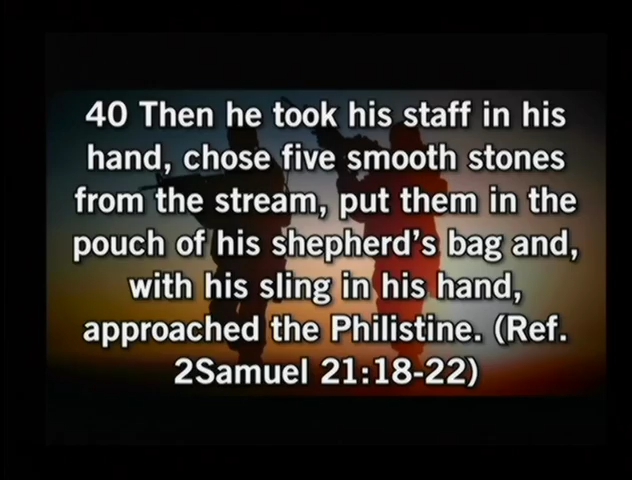 40 Then he took his staff in his
hand, chose five smooth stones
from the stream, put them in the
pouch of his shepherd's bag and,
with his sling in his hand,
approached the Philistine. (Ref.
2Samuel 21:18-22)